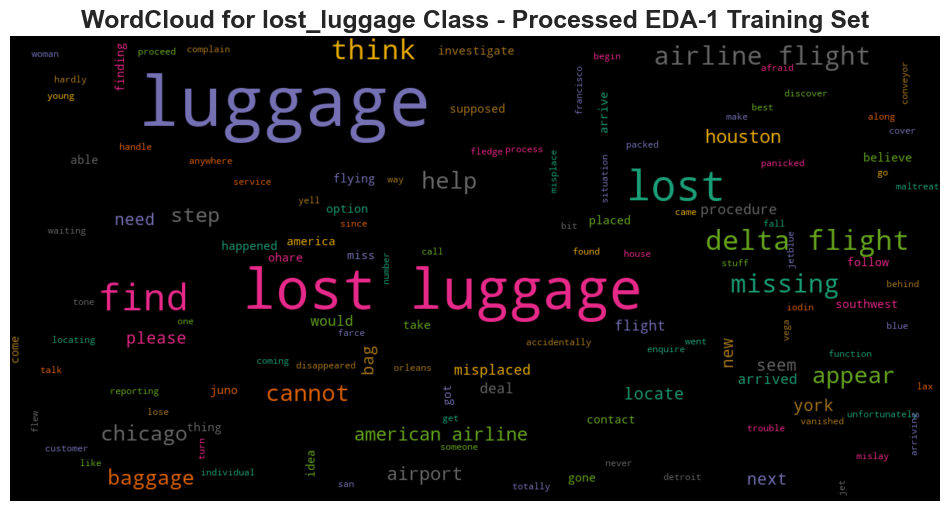 WordCloud for lost_luggage Class - Processed EDA-1 Training Set
woman
proceed
complain
think
investigate
begin
airline flight
afraid
hardly
finding
luggage
francisco
conveyor
young
supposed
arrive
discover
best
make
along
cover
houston
handle
able
anywhere
fledge
process
misplace
packed
panicked
believe
go
service
flying
way
help
situation
lost
maltreat
yell
option
need
step
since
placed
came
procedure
bit
fall
waiting
happened
america
ohare
miss
call
found
house
delta flight
stuff
jetblue
follow
behind
number
tone
find
lost luggage
missing
iodin
southwest
one
would
take
flight
blue
locating
please
farce
accidentally
enquire
went
vega
function
come
talk
coming
disappeared
bag
orleans
misplaced
new
seem
arrived
appear
lax
reporting
juno
cannot
got
deal
locate
york
vanished
unfortunately
flew
lose
thing
get
contact
trouble
chicago
turn
american airline
someone
arriving
customer
like
individual
idea
airport
never
mislay
baggage
san
totally
gone
detroit
jet
next